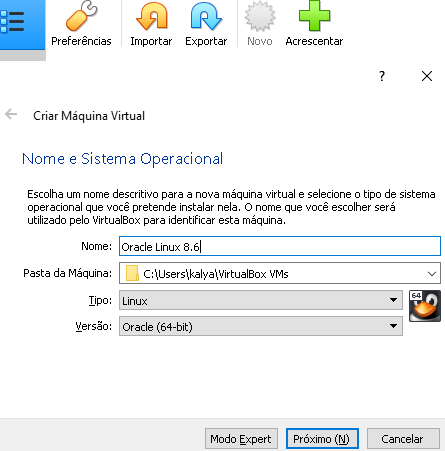 Preferências Importar Exportar Novo Acrescentar
?
Criar Máquina Virtual
Nome e Sistema Operacional
Escolha um nome descritivo para a nova máquina virtual e selecione o tipo de sistema
operacional que você pretende instalar nela. O nome que você escolher será
utilizado pelo VirtualBox para identificar esta máquina.
Nome: Oracle Linux 8.6
Pasta da Máquina: C:\Users\kalya\VirtualBox VMs
Tipo: Linux
64
Versão: Oracle (64-bit)
Modo Expert Próximo (N) Cancelar